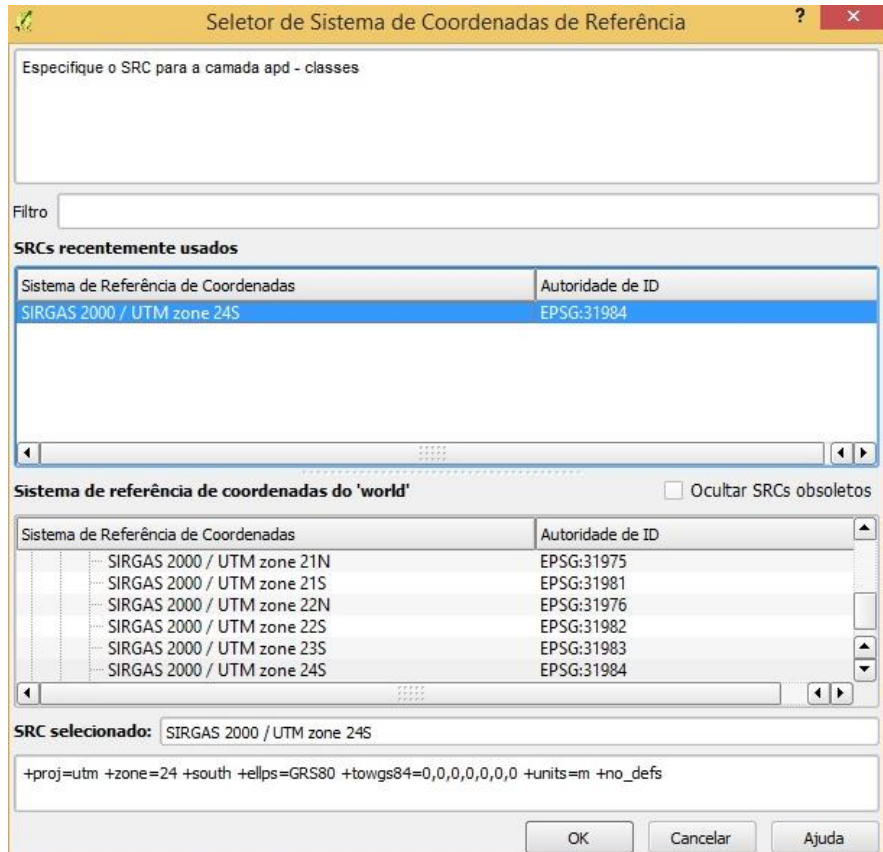 Seletor de Sistema de Coordenadas de Referência ? ×
Especifique o SRC para a camada apd - classes
Filtro
SRCs recentemente usados
Sistema de Referência de Coordenadas Autoridade de ID
SIRGAS 2000 / UTM zone 24S EPSG:31984
Sistema de referência de coordenadas do 'world' Ocultar SRCs obsoletos
Sistema de Referência de Coordenadas Autoridade de ID
SIRGAS 2000 / UTM zone 21N EPSG:31975
SIRGAS 2000 / UTM zone 21S EPSG:31981
SIRGAS 2000 / UTM zone 22N EPSG:31976
SIRGAS 2000 / UTM zone 22S EPSG:31982
SIRGAS 2000 / UTM zone 23S EPSG:31983
SIRGAS 2000 / UTM zone 24S EPSG:31984
SRC selecionado: SIRGAS 2000 / UTM zone 24S
+proj=utm +zone=24 +south +ellps=GRS80 +towgs84=0,0,0,0,0,0,0 +units=m +no_defs
OK Cancelar Ajuda